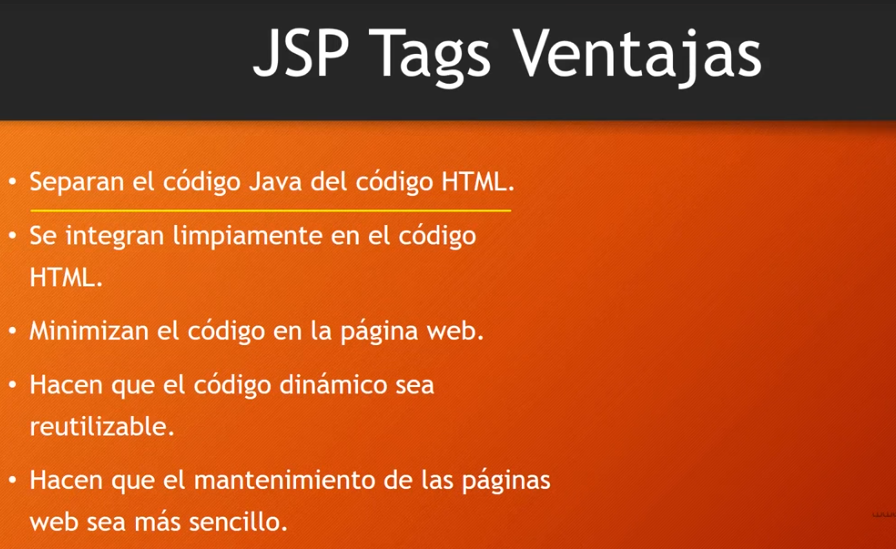 JSP Tags Ventajas
• Separan el código Java del código HTML.
• Se integran limpiamente en el código
HTML.
• Minimizan el código en la página web.
• Hacen que el código dinámico sea
reutilizable.
• Hacen que el mantenimiento de las páginas
web sea más sencillo.